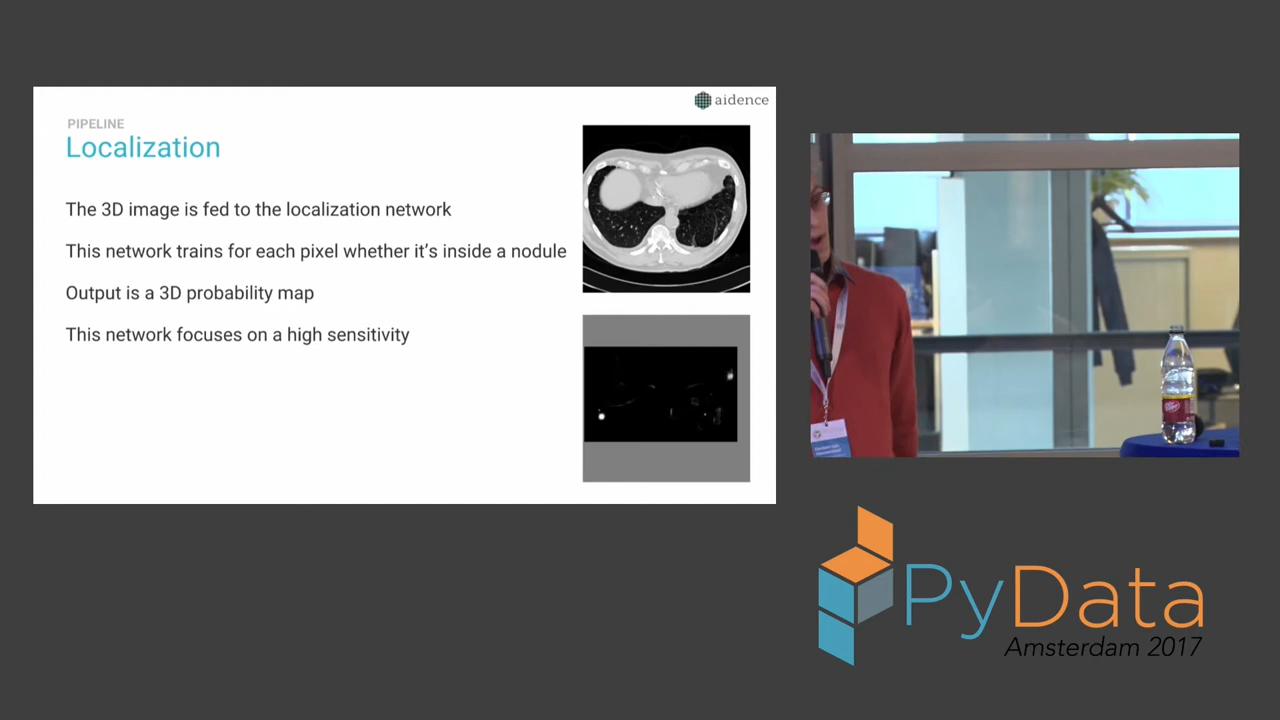 aidence
PIPELINE
Localization
The 3D image is fed to the localization network
This network trains for each pixel whether it's inside a nodule
Output is a 3D probability map
This network focuses on a high sensitivity
PyData
Amsterdam 2017